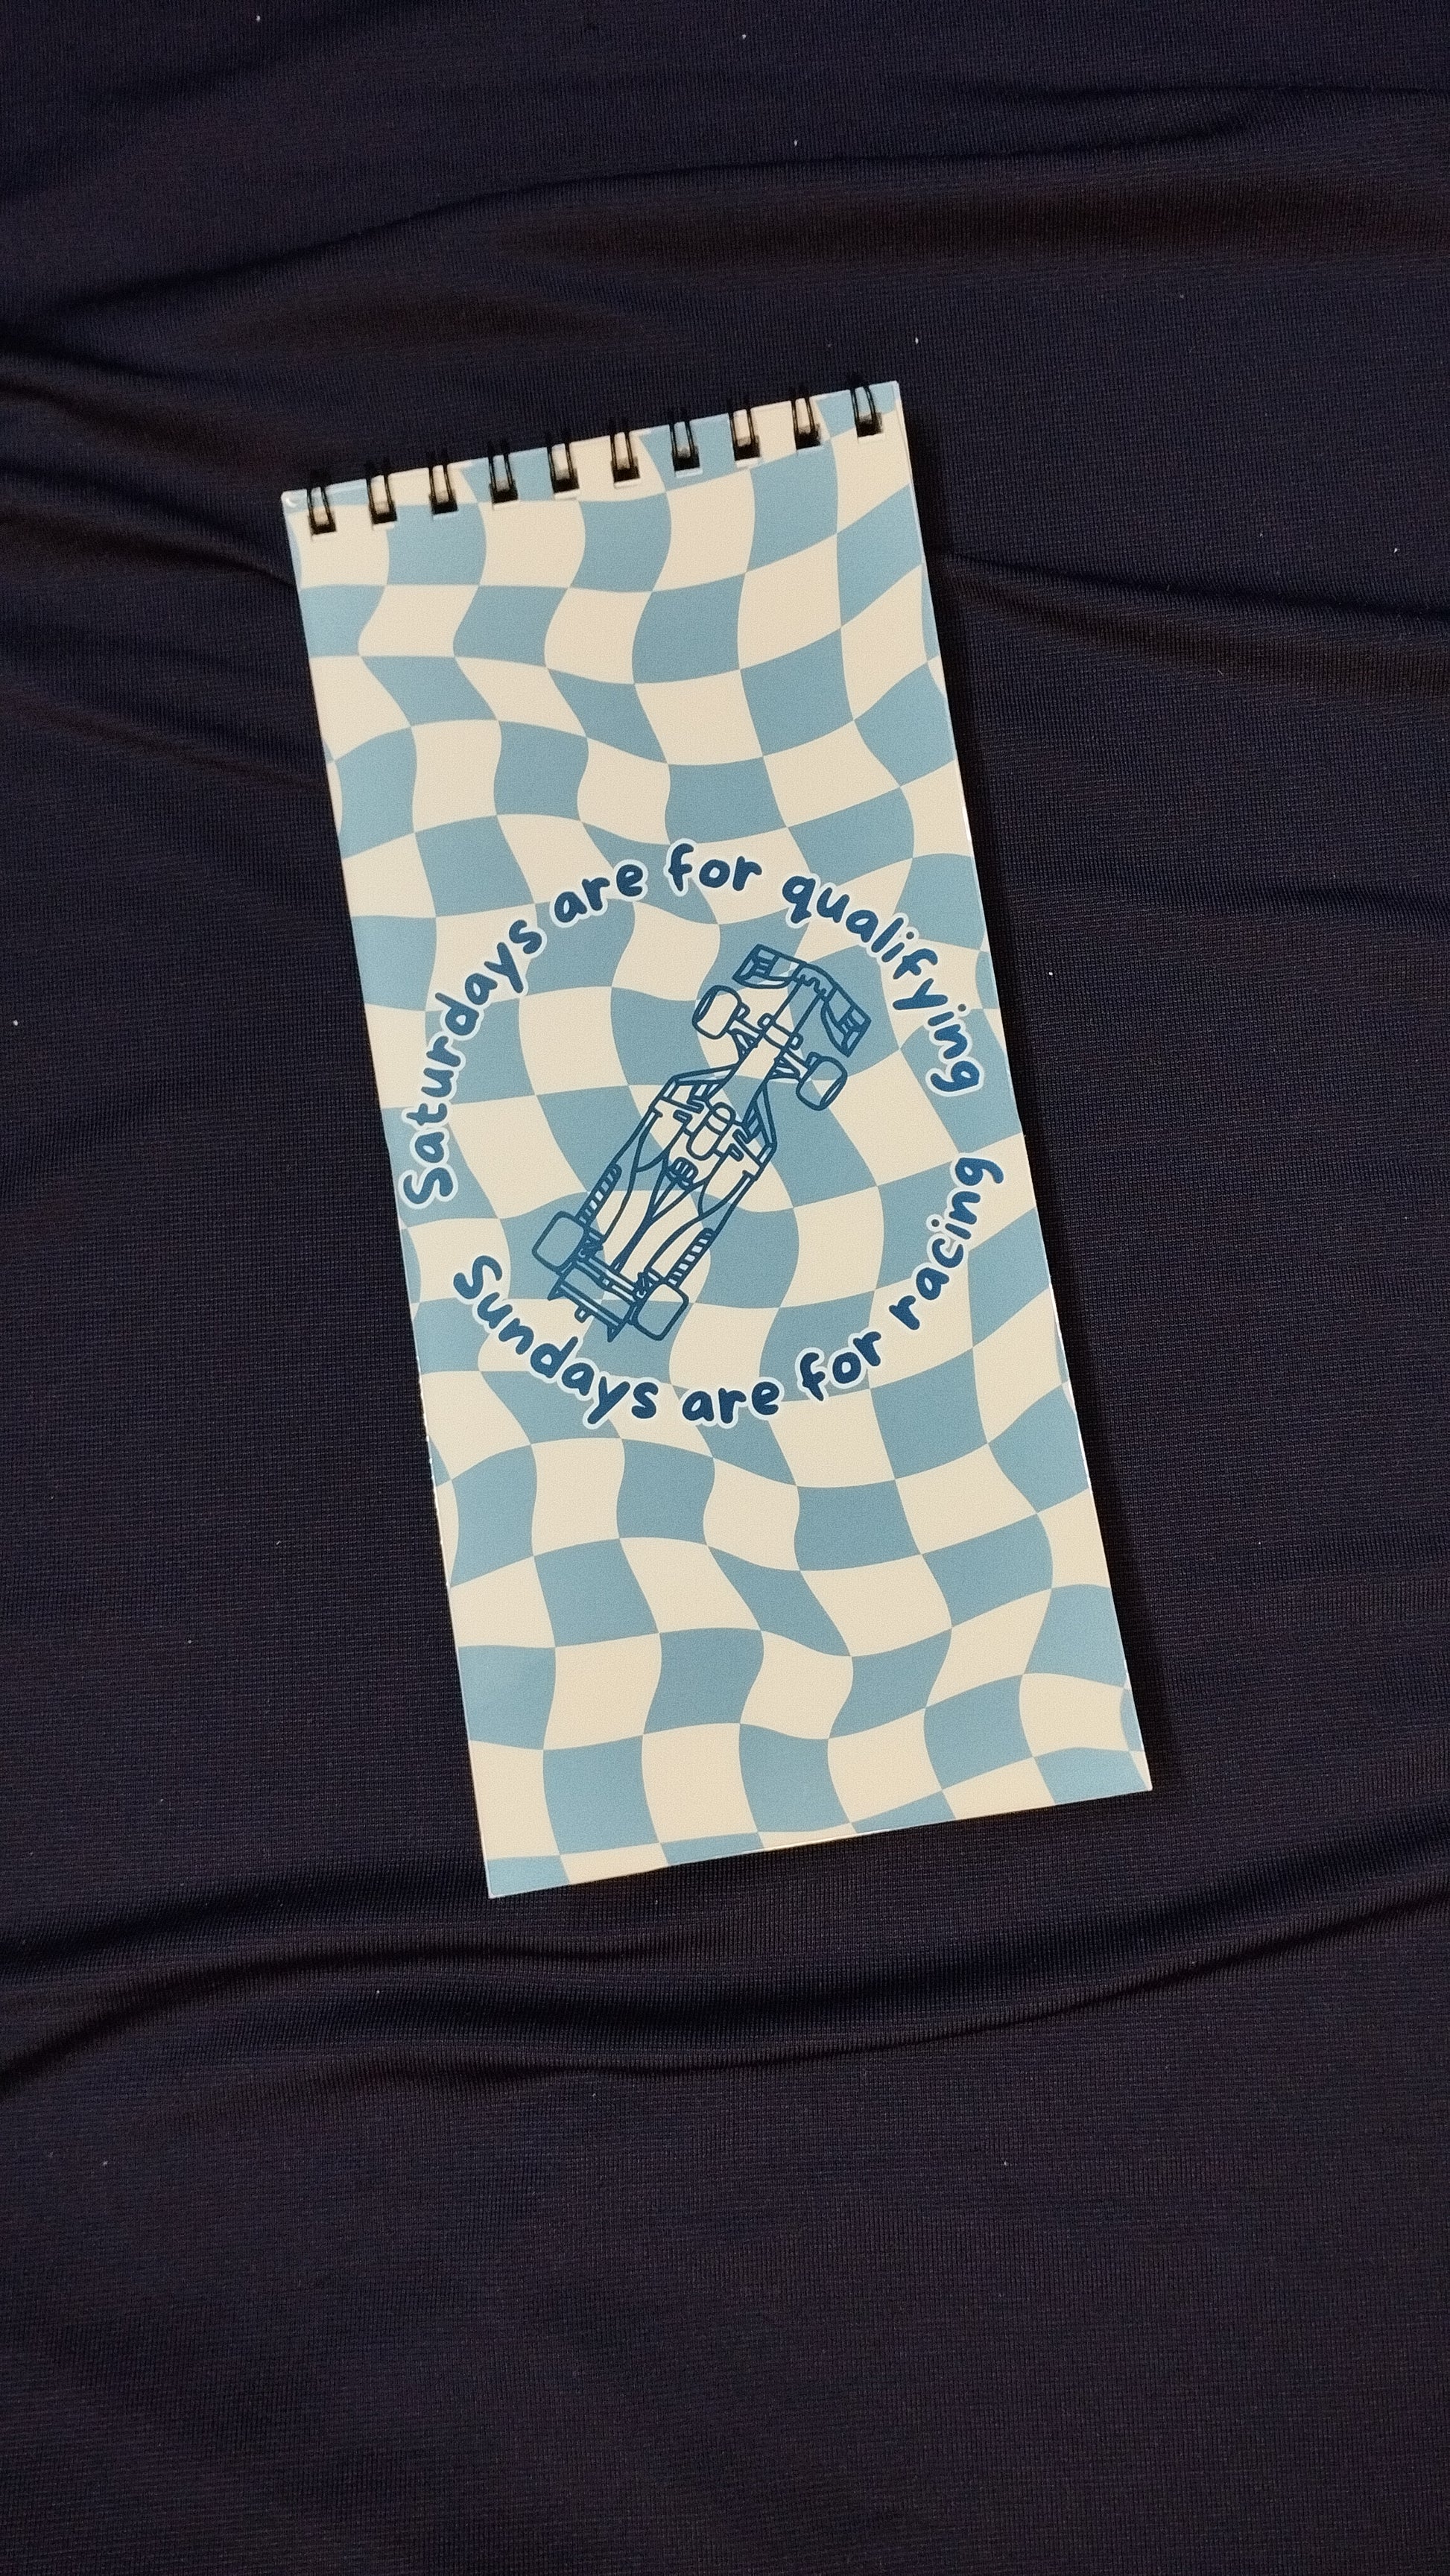 Saturdays are for qualifying
Sundays are for racing